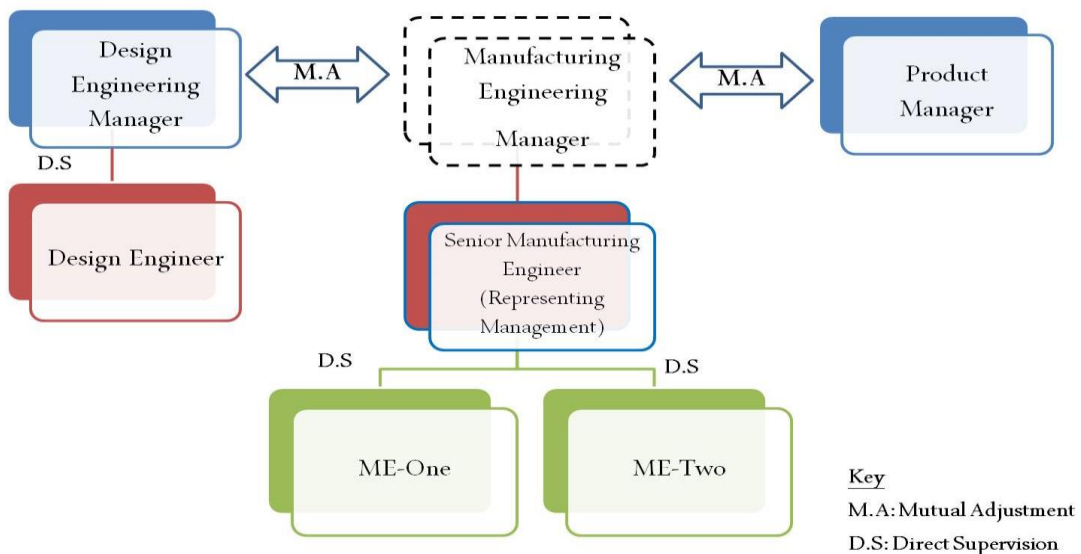 Design
Engineering
Manager
M.A
Manufacturing
Engineering
Manager
M.A
Product
Manager
D.S
Design Engineer
Senior Manufacturing
Engineer
(Representing
Management)
D.S
D.S
ME-One
ME-Two
Key
M.A: Mutual Adjustment
D.S: Direct Supervision